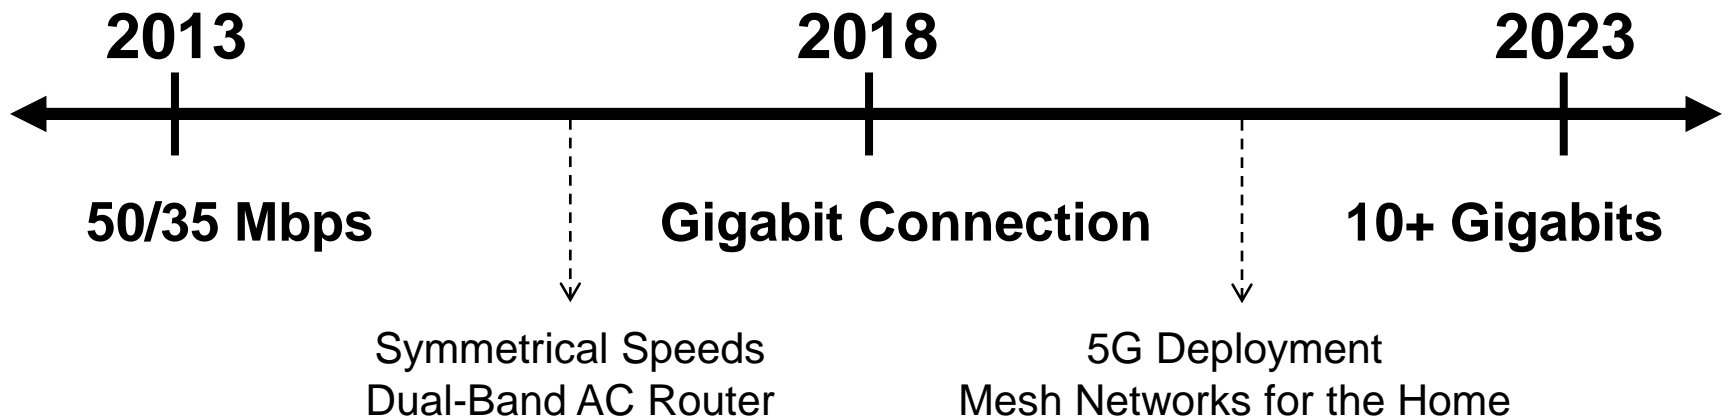 2013
2018
2023
50/35 Mbps
Gigabit Connection
10+ Gigabits
Symmetrical Speeds
Dual-Band AC Router
5G Deployment
Mesh Networks for the Home